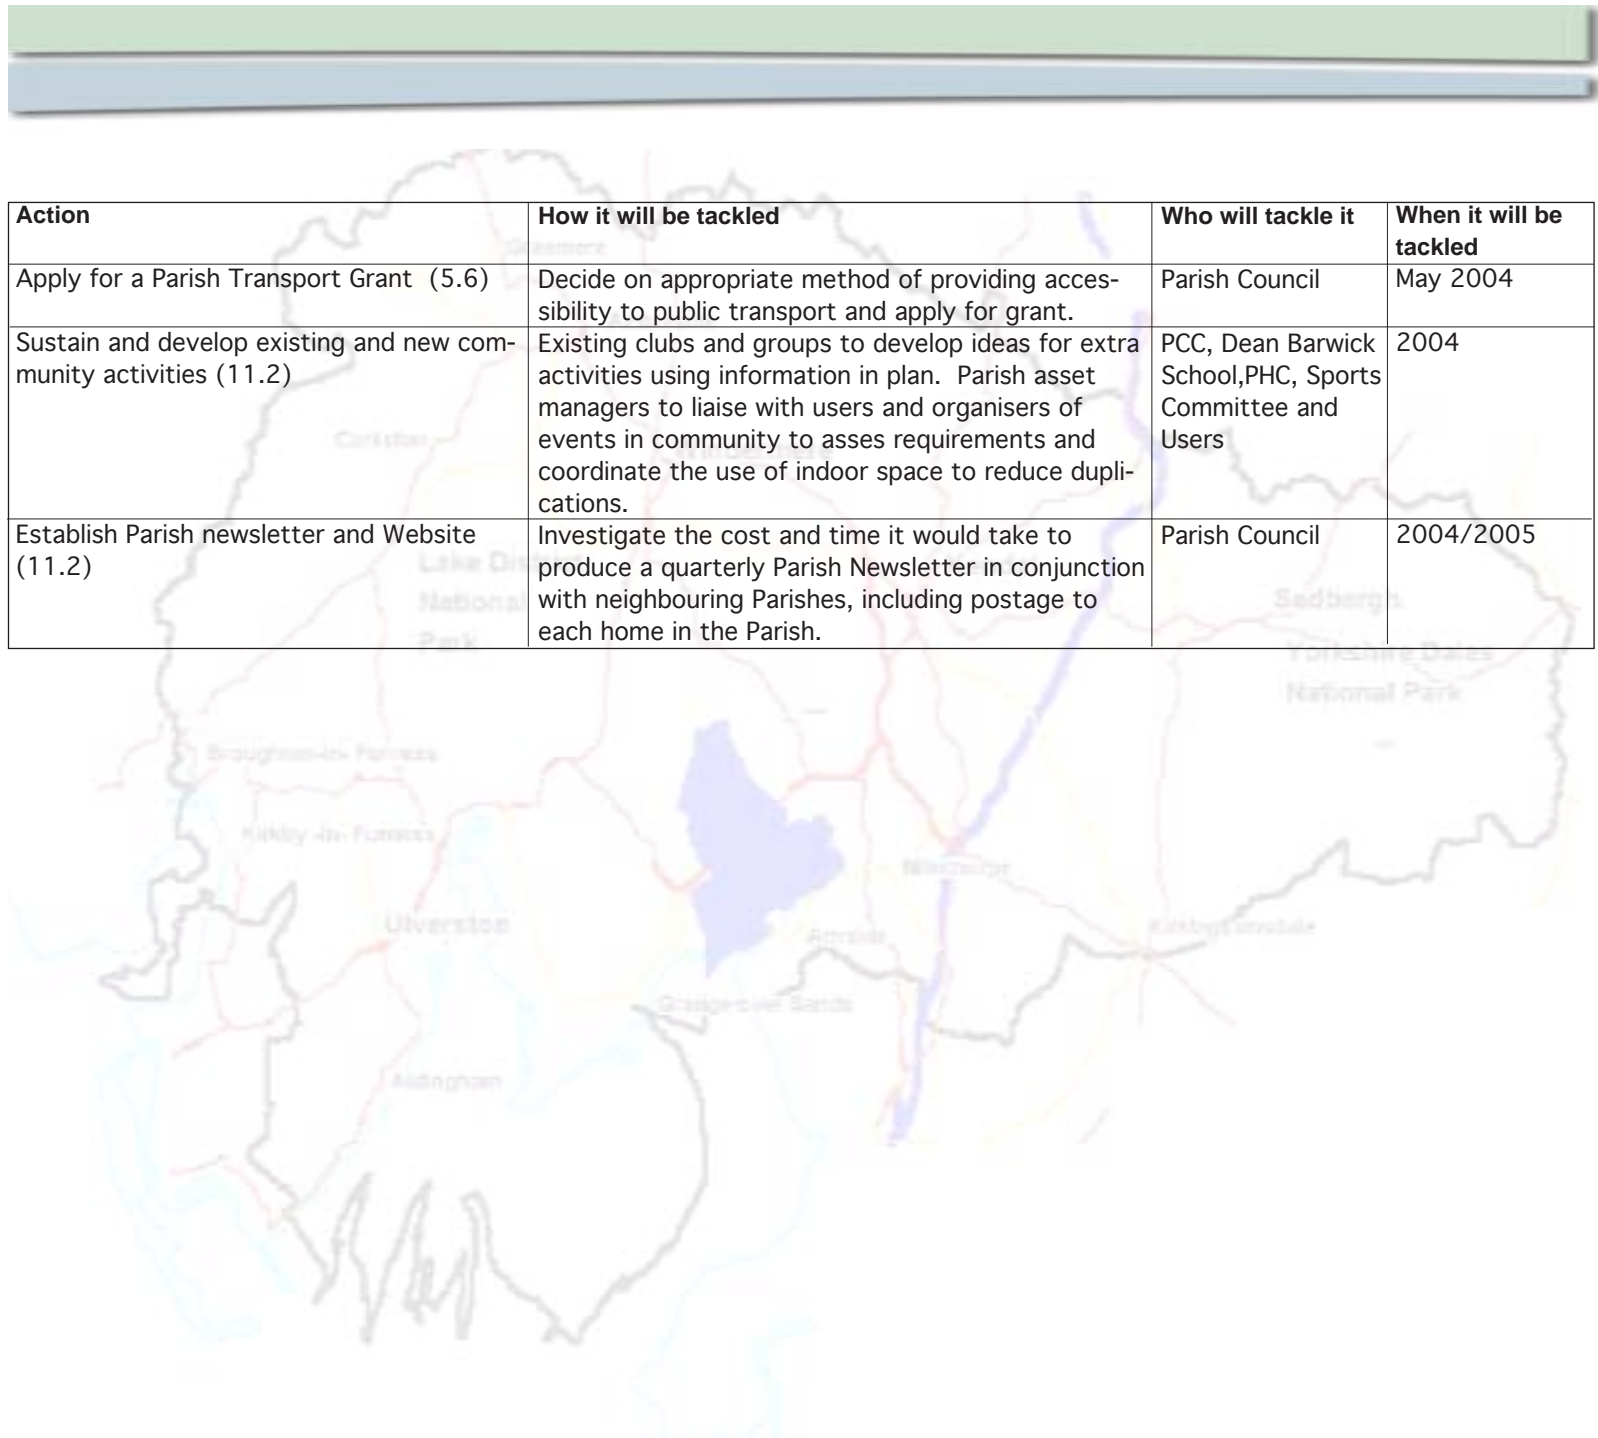 Action
How it will be tackled
Who will tackle it
When it will be
tackled
Apply for a Parish Transport Grant (5.6)
Decide on appropriate method of providing acces-
sibility to public transport and apply for grant.
Parish Council
May 2004
Sustain and develop existing and new com-
munity activities (11.2)
Existing clubs and groups to develop ideas for extra
activities using information in plan. Parish asset
managers to liaise with users and organisers of
events in community to asses requirements and
coordinate the use of indoor space to reduce dupli-
cations.
PCC, Dean Barwick
School,PHC, Sports
Committee and
Users
2004
Establish Parish newsletter and Website
(11.2)
Investigate the cost and time it would take to
produce a quarterly Parish Newsletter in conjunction
with neighbouring Parishes, including postage to
each home in the Parish.
Parish Council
2004/2005
Grasmere
Windermere
Lake District
National
Park
Sedbergh
Yorkshire Dales
National Park
Broughton-in-Furness
Kirkby-in-Furness
Milnthorpe
Ulverston
Arnside
Kirkby Lonsdale
Grange-over-Sands
Aldingham